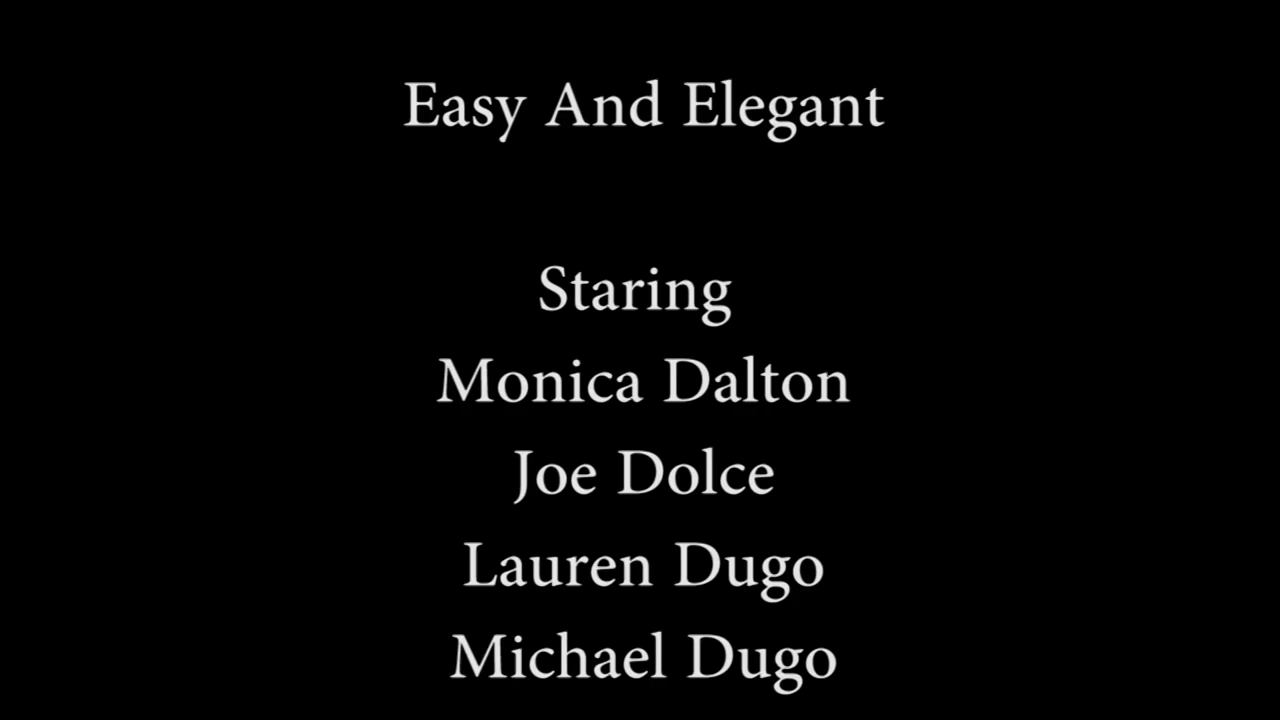 Easy And Elegant
Staring
Monica Dalton
Joe Dolce
Lauren Dugo
Michael Dugo